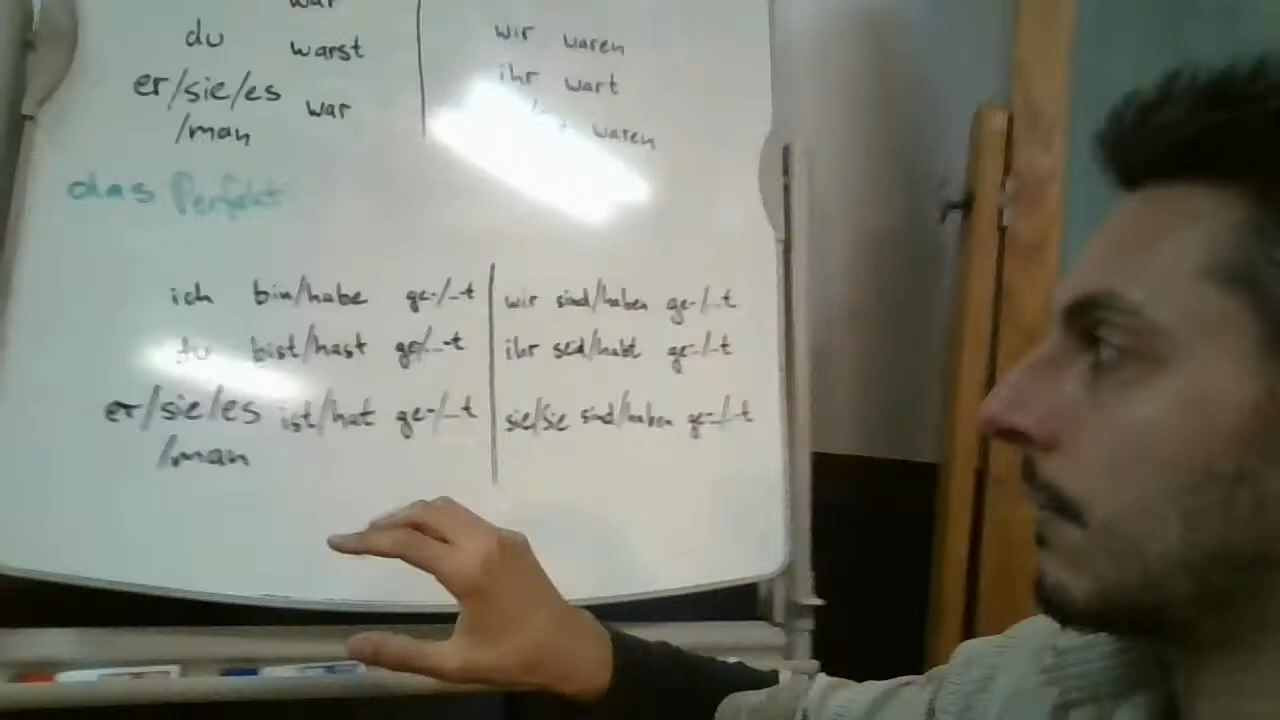 war
du warst
er/sie/es war
/man
wir waren
ihr wart
waren
das Perfekt
ich bin/habe ge-/-t
du bist/hast ge-/-t
er/sie/es ist/hat ge-/-t
/man
wir sind/haben ge-/-t
ihr seid/habt ge-/-t
sie/Sie sind/haben ge-/-t